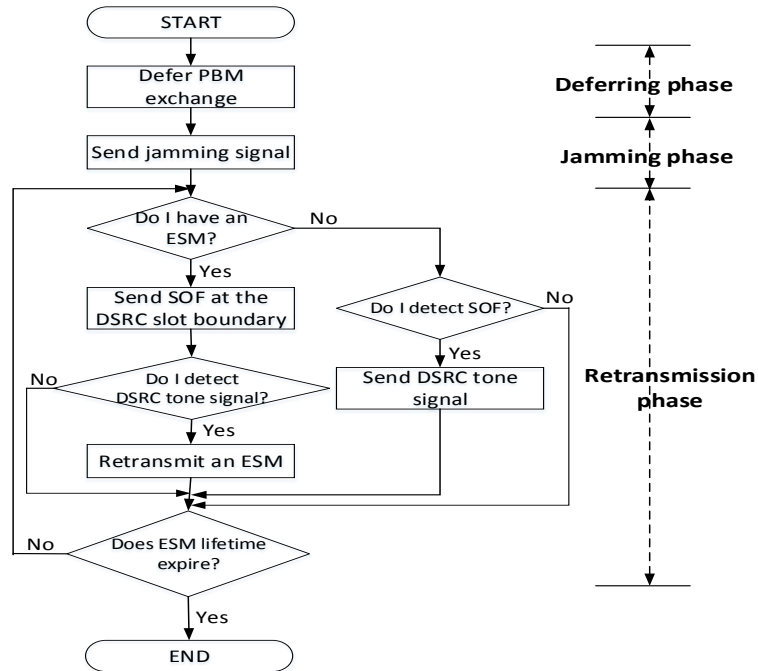 START
Defer PBM
exchange
Deferring phase
Send jamming signal
Jamming phase
Do I have an
ESM?
No
Yes
Send SOF at the
DSRC slot boundary
Do I detect SOF?
No
Yes
No
Do I detect
DSRC tone signal?
Send DSRC tone
signal
Retransmission
phase
Yes
Retransmit an ESM
No
Does ESM lifetime
expire?
Yes
END